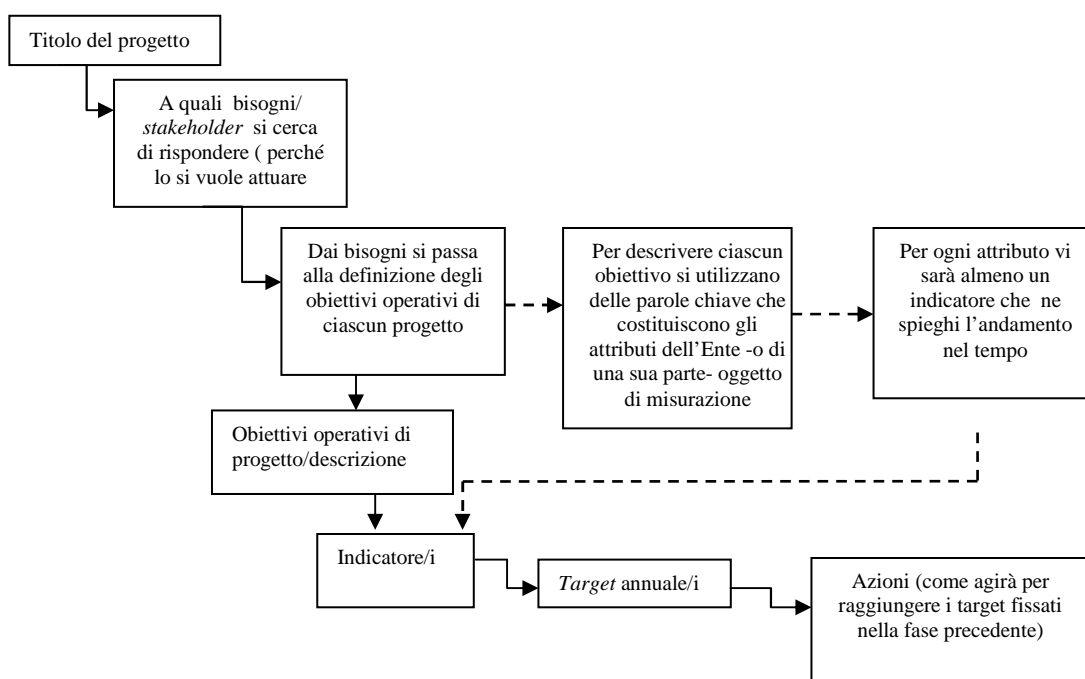 Titolo del progetto
A quali bisogni/
stakeholder si cerca
di rispondere ( perché
lo si vuole attuare
Dai bisogni si passa
alla definizione degli
obiettivi operativi di
ciascun progetto
Per descrivere ciascun
obiettivo si utilizzano
delle parole chiave che
costituiscono gli
attributi dell’Ente -o di
una sua parte- oggetto
di misurazione
Per ogni attributo vi
sarà almeno un
indicatore che ne
spieghi l’andamento
nel tempo
Obiettivi operativi di
progetto/descrizione
Indicatore/i
Target annuale/i
Azioni (come agirà per
raggiungere i target fissati
nella fase precedente)